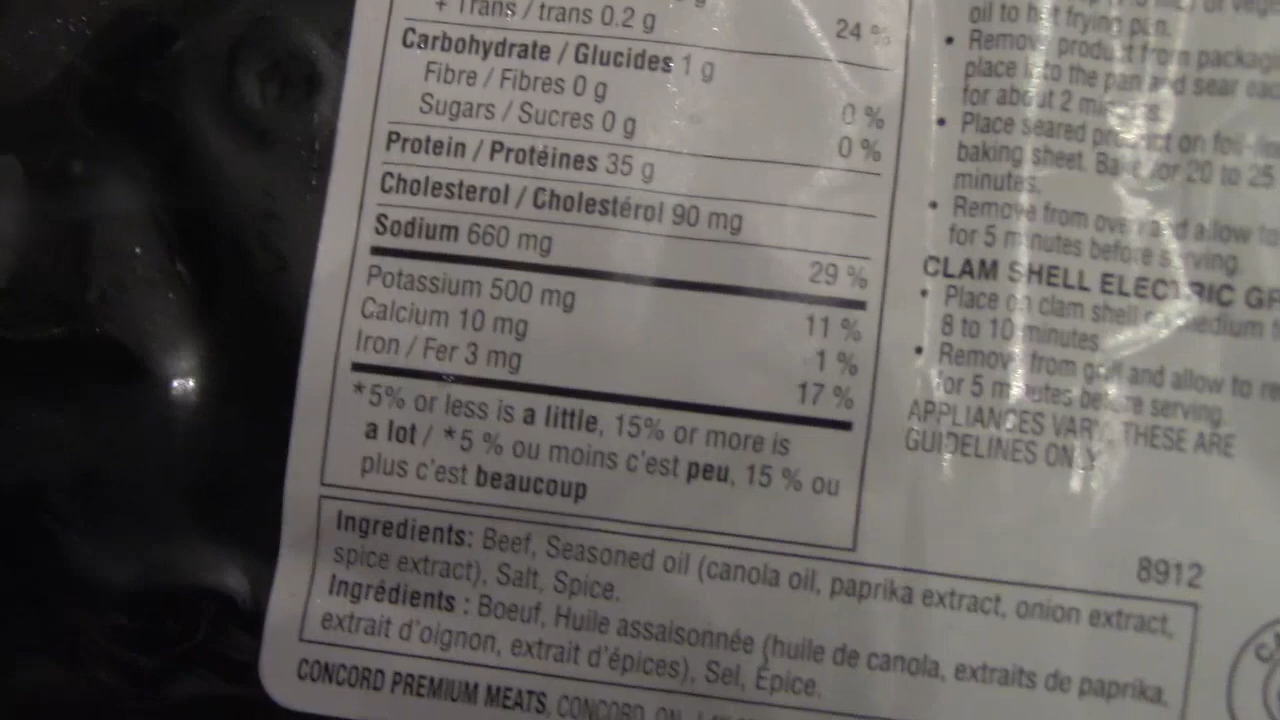 + Trans / trans 0.2 g
24 %
Carbohydrate / Glucides 1 g
Fibre / Fibres 0 g
0 %
Sugars / Sucres 0 g
0 %
Protein / Protéines 35 g
Cholesterol / Cholestérol 90 mg
Sodium 660 mg
29 %
Potassium 500 mg
11 %
Calcium 10 mg
1 %
Iron / Fer 3 mg
17 %
*5% or less is a little, 15% or more is
a lot / *5 % ou moins c'est peu, 15 % ou
plus c'est beaucoup
Ingredients: Beef, Seasoned oil (canola oil, paprika extract, onion extract,
spice extract), Salt, Spice.
Ingrédients : Boeuf, Huile assaisonnée (huile de canola, extraits de paprika,
extrait d'oignon, extrait d'épices), Sel, Épice.
CONCORD PREMIUM MEATS, CONCORD, ON
oil to hot frying pan.
• Remove product from
place into the pan and sear
for about 2 minutes.
• Place seared product on
baking sheet. Bake for 20 to 25
minutes.
• Remove from oven and allow to
for 5 minutes before serving.
CLAM SHELL ELECTRIC
• Place on clam shell medium
8 to 10 minutes
• Remove from grill and allow to
for 5 minutes before serving.
APPLIANCES VARY, THESE ARE
GUIDELINES ONLY
8912